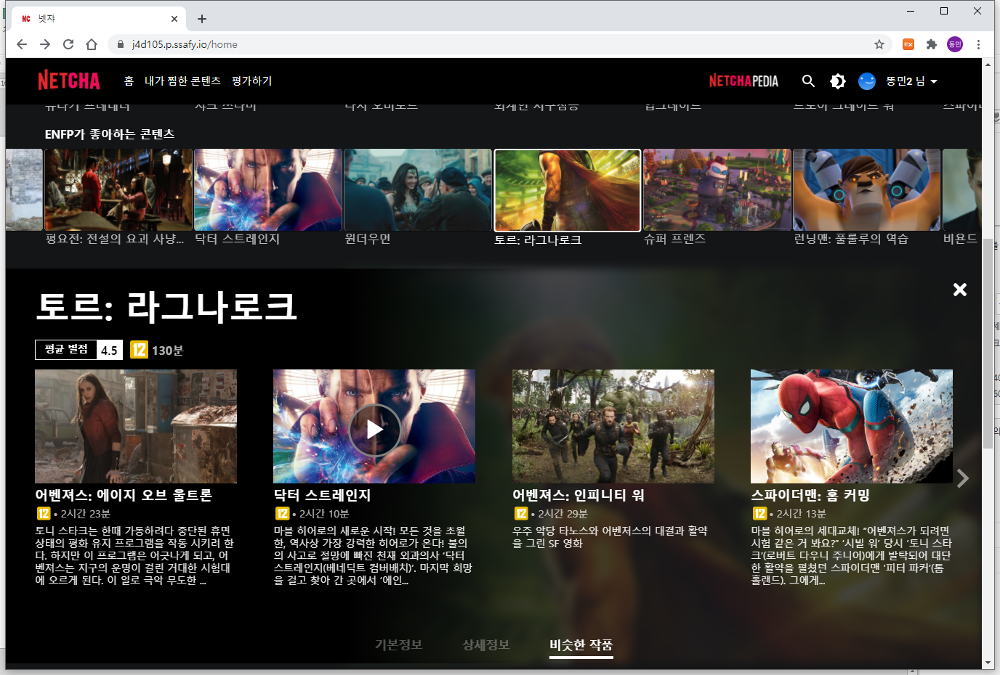 NC 넷챠
j4d105.p.ssafy.io/home
동민
NETCHA 홈 내가 찜한 콘텐츠 평가하기 NETCHAPEDIA 똥민2 님
업그레이드
ENFP가 좋아하는 콘텐츠
평요전: 전설의 요괴 사냥... 닥터 스트레인지 원더우먼 토르: 라그나로크 슈퍼 프렌즈 런닝맨: 풀룰루의 역습 비욘드
토르: 라그나로크
평균 별점 4.5 12 130분
어벤져스: 에이지 오브 울트론
12 • 2시간 23분
토니 스타크는 한때 가동하려다 중단된 휴면
상태의 평화 유지 프로그램을 작동 시키려 한
다. 하지만 이 프로그램은 어긋나게 되고, 어
벤져스는 지구의 운명이 걸린 거대한 시험대
에 오르게 된다. 이 일로 극악 무도한 ...
닥터 스트레인지
12 • 2시간 10분
마블 히어로의 새로운 시작! 모든 것을 초월
한, 역사상 가장 강력한 히어로가 온다! 불의
의 사고로 절망에 빠진 천재 외과의사 ‘닥터
스트레인지(베네딕트 컴버배치)’. 마지막 희망
을 걸고 찾아 간 곳에서 ‘에인...
어벤져스: 인피니티 워
12 • 2시간 29분
우주 악당 타노스와 어벤저스의 대결과 활약
을 그린 SF 영화
스파이더맨: 홈 커밍
12 • 2시간 13분
마블 히어로의 세대교체! “어벤져스가 되려면
시험 같은 거 봐요?” ‘시빌 워’ 당시 ‘토니 스타
크’(로버트 다우니 주니어)에게 발탁되어 대단
한 활약을 펼쳤던 스파이더맨 ‘피터 파커’(톰
홀랜드). 그에게...
기본정보 상세정보 비슷한 작품